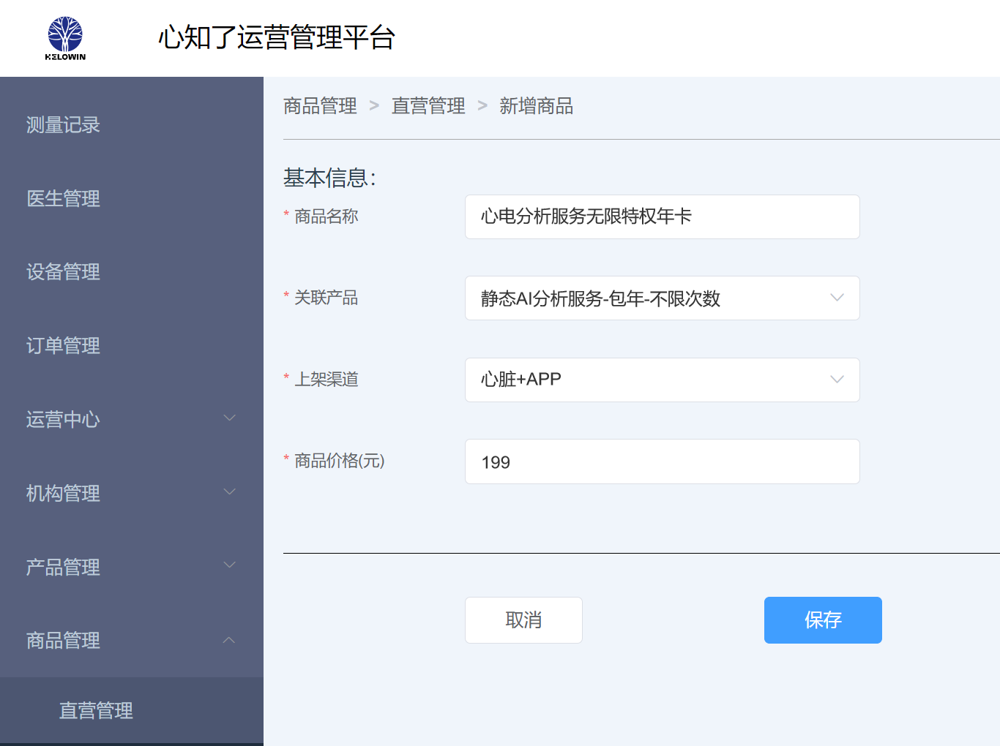 HELOWIN
心知了运营管理平台
测量记录
医生管理
设备管理
订单管理
运营中心
机构管理
产品管理
商品管理
直营管理
商品管理 > 直营管理 > 新增商品
基本信息：
* 商品名称
心电分析服务无限特权年卡
* 关联产品
静态AI分析服务-包年-不限次数
* 上架渠道
心脏+APP
* 商品价格(元)
199
取消
保存